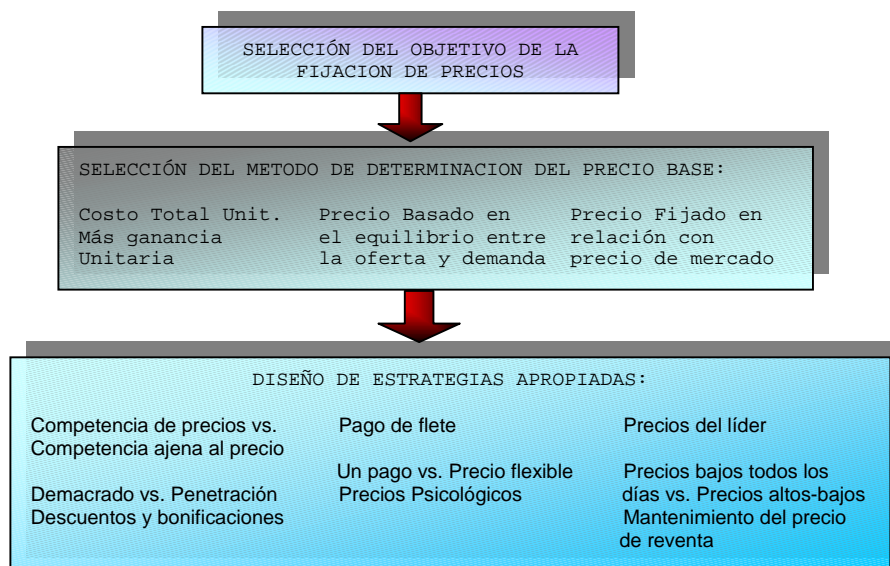 SELECCIÓN DEL OBJETIVO DE LA
FIJACION DE PRECIOS
SELECCIÓN DEL METODO DE DETERMINACION DEL PRECIO BASE:
Costo Total Unit.
Más ganancia
Unitaria
Precio Basado en
el equilibrio entre
la oferta y demanda
Precio Fijado en
relación con
precio de mercado
DISEÑO DE ESTRATEGIAS APROPIADAS:
Competencia de precios vs.
Competencia ajena al precio
Demacrado vs. Penetración
Descuentos y bonificaciones
Pago de flete
Un pago vs. Precio flexible
Precios Psicológicos
Precios del líder
Precios bajos todos los
días vs. Precios altos-bajos
Mantenimiento del precio
de reventa